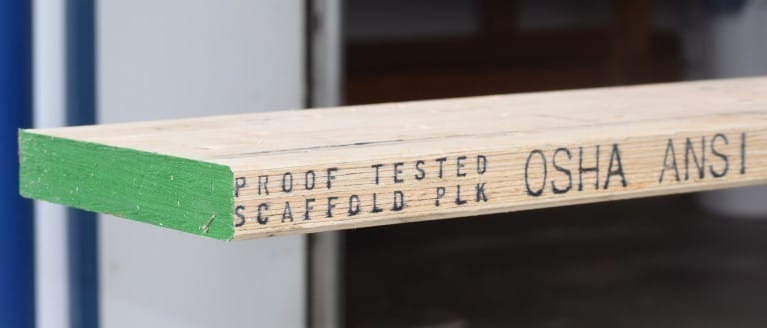 PROOF TESTED
SCAFFOLD PLK
OSHA ANSI